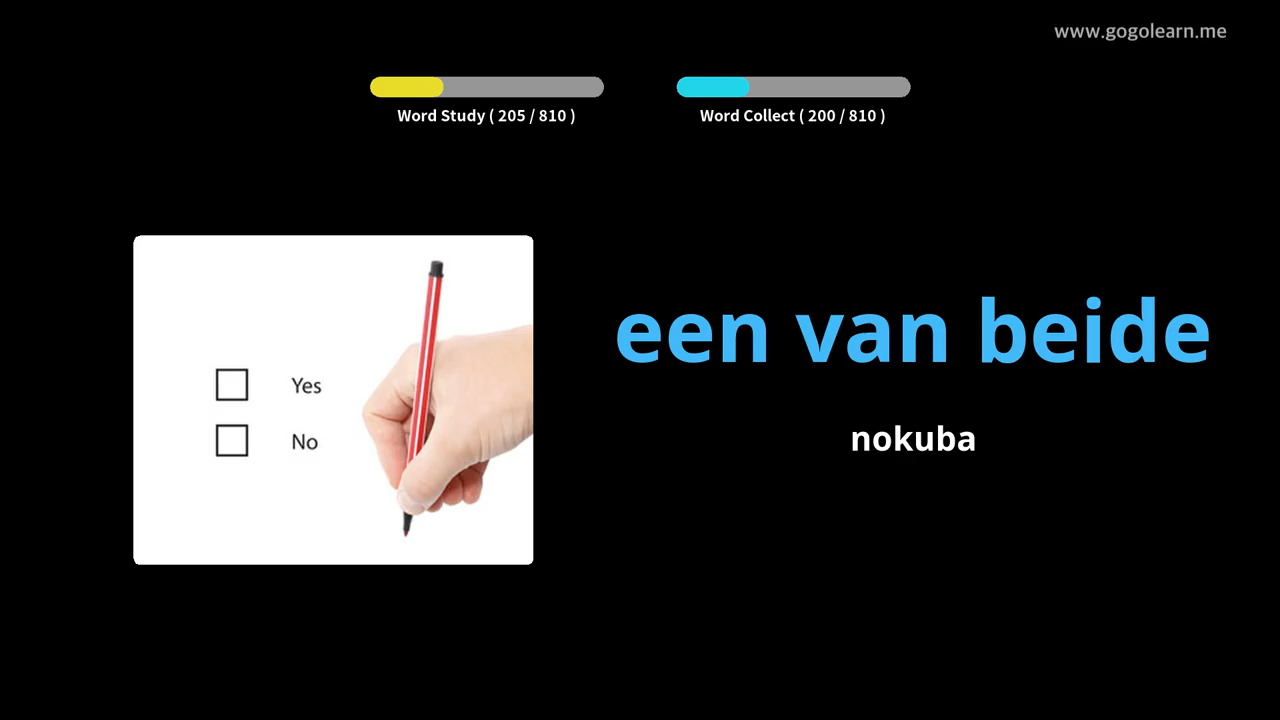 www.gogolearn.me
Word Study ( 205 / 810 )
Word Collect ( 200 / 810 )
Yes
No
een van beide
nokuba